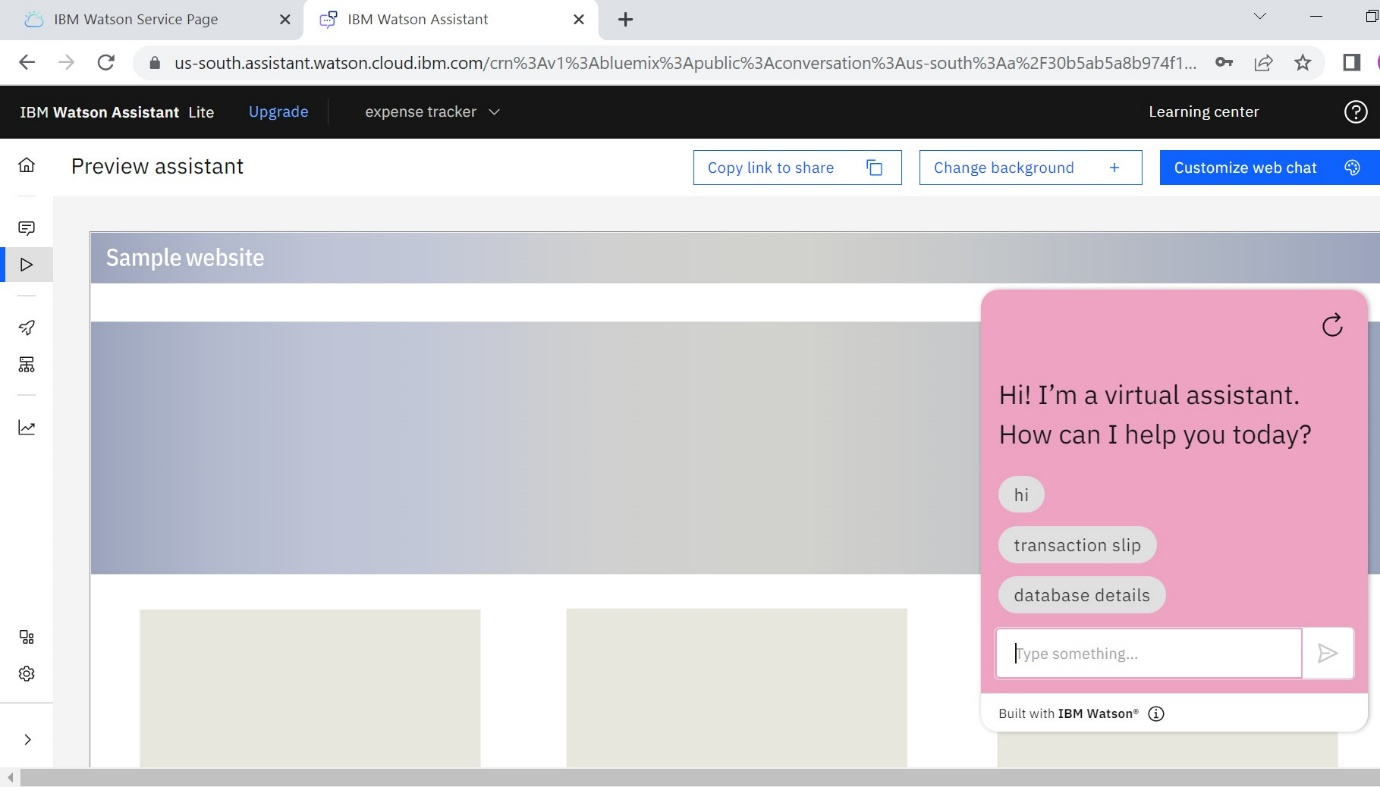 IBM Watson Service Page
IBM Watson Assistant
us-south.assistant.watson.cloud.ibm.com/crn%3Av1%3Abluemix%3Apublic%3Aconversation%3Aus-south%3Aa%2F30b5ab5a8b974f1...
IBM Watson Assistant Lite Upgrade expense tracker Learning center
Preview assistant Copy link to share Change background + Customize web chat
Sample website
Hi! I’m a virtual assistant.
How can I help you today?
hi
transaction slip
database details
Type something...
Built with IBM Watson®